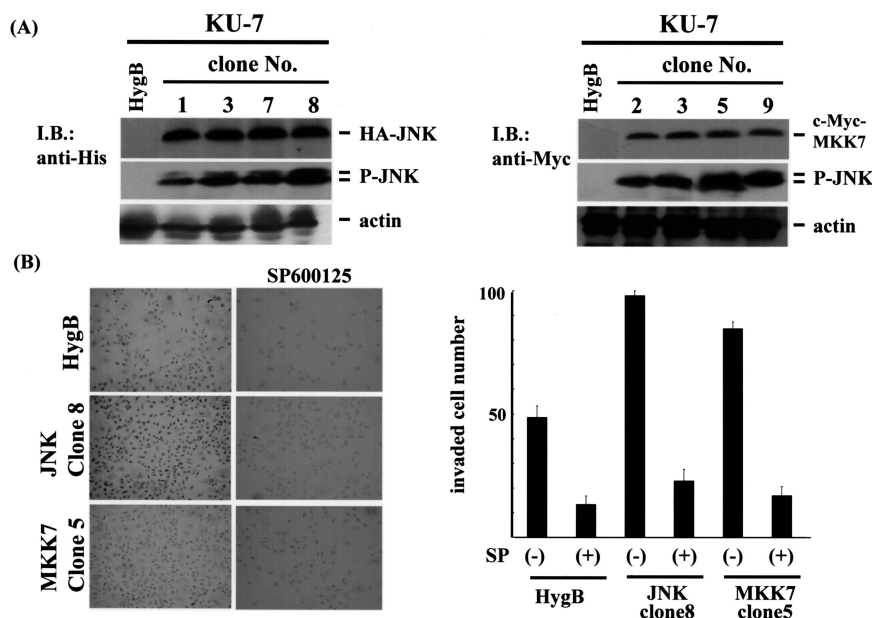 (A)
KU-7
clone No.
HygB
1 3 7 8
I.B.:
anti-His
HA-JNK
P-JNK
actin
KU-7
clone No.
HygB
2 3 5 9
I.B.:
anti-Myc
c-Myc-
MKK7
P-JNK
actin
(B)
SP600125
HygB
JNK
Clone 8
MKK7
Clone 5
invaded cell number
100
50
SP (-) (+) (-) (+) (-) (+)
HygB JNK MKK7
clone8 clone5